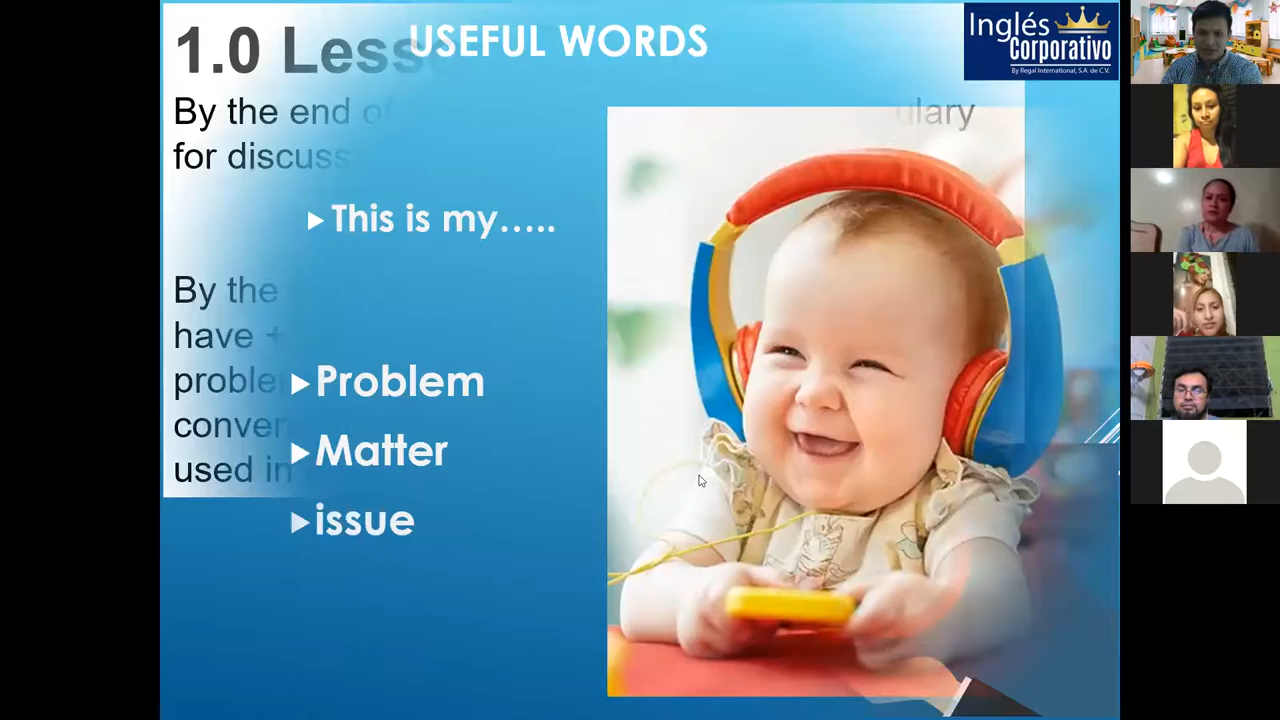 1.0 Less
USEFUL WORDS
Inglés
Corporativo
By Regal International, S.A. de C.V.
By the end of
ulary
for discuss
This is my…..
By the
have +
proble
Problem
conver
Matter
used in
issue